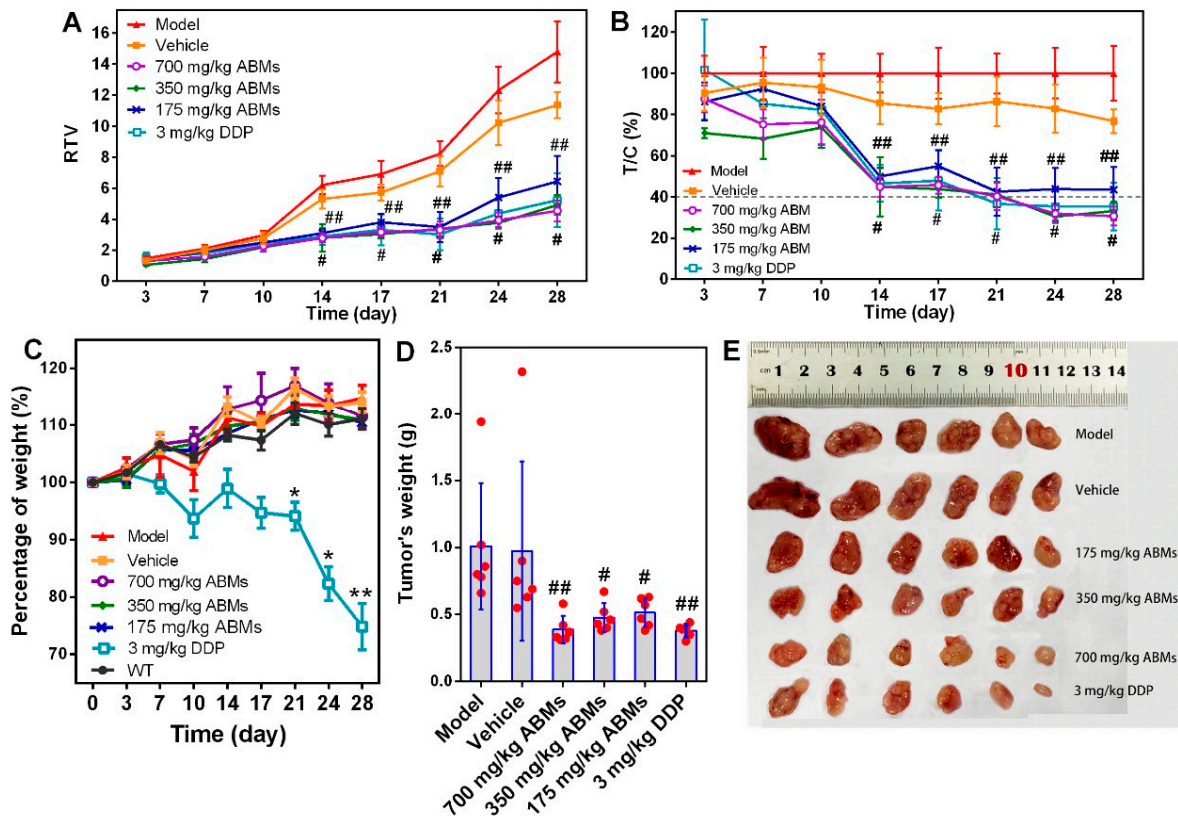 A
RTV
16
14
12
10
8
6
4
2
0
Model
Vehicle
700 mg/kg ABMs
350 mg/kg ABMs
175 mg/kg ABMs
3 mg/kg DDP
##
##
##
##
##
#
#
#
#
#
3 7 10 14 17 21 24 28
Time (day)
B
T/C (%)
120
100
80
60
40
20
0
##
##
##
##
##
#
#
#
#
#
Model
Vehicle
700 mg/kg ABM
350 mg/kg ABM
175 mg/kg ABM
3 mg/kg DDP
3 7 10 14 17 21 24 28
Time (day)
C
Percentage of weight (%)
120
110
100
90
80
70
*
*
**
Model
Vehicle
700 mg/kg ABMs
350 mg/kg ABMs
175 mg/kg ABMs
3 mg/kg DDP
WT
0 3 7 10 14 17 21 24 28
Time (day)
D
Tumor's weight (g)
2.5
2.0
1.5
1.0
0.5
0.0
##
#
#
##
Model
Vehicle
700 mg/kg ABMs
350 mg/kg ABMs
175 mg/kg ABMs
3 mg/kg DDP
E
cm 1 2 3 4 5 6 7 8 9 10 11 12 13 14
Model
Vehicle
175 mg/kg ABMs
350 mg/kg ABMs
700 mg/kg ABMs
3 mg/kg DDP